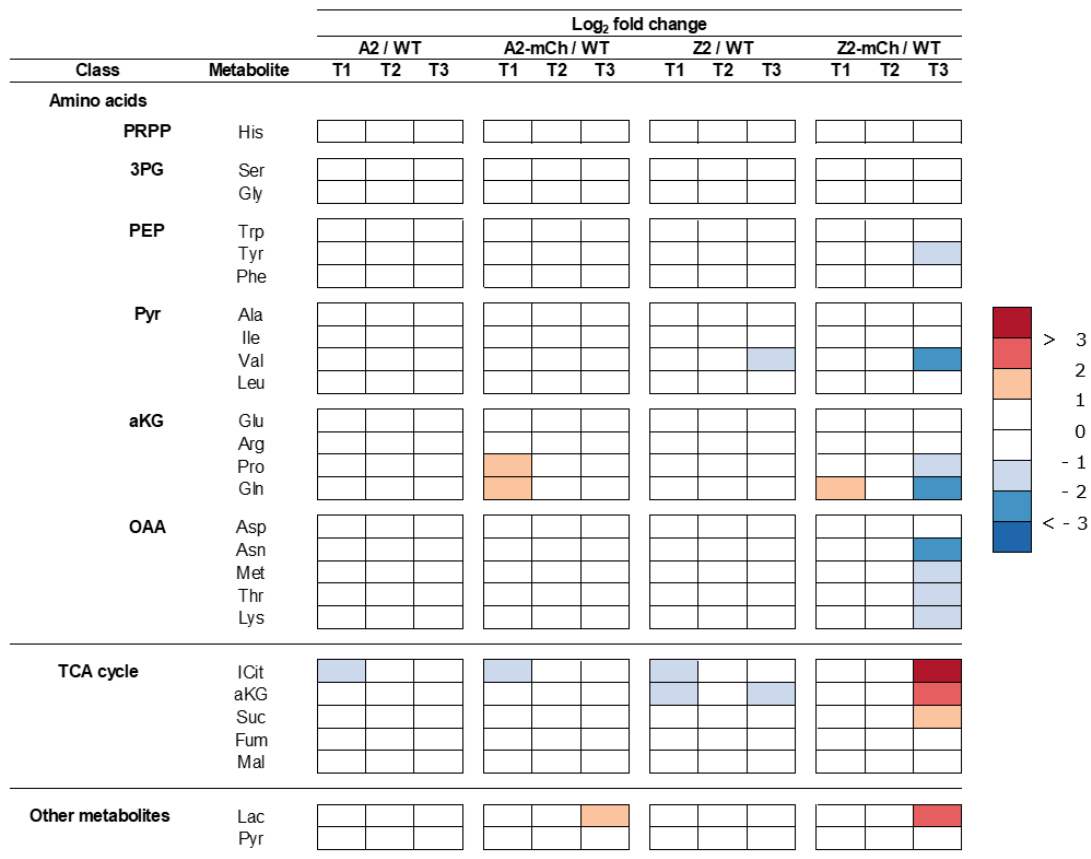 Log₂ fold change
A2 / WT A2-mCh / WT Z2 / WT Z2-mCh / WT
Class Metabolite T1 T2 T3 T1 T2 T3 T1 T2 T3 T1 T2 T3
Amino acids
PRPP His
3PG Ser
Gly
PEP Trp
Tyr
Phe
Pyr Ala
Ile
Val
Leu
aKG Glu
Arg
Pro
Gln
OAA Asp
Asn
Met
Thr
Lys
TCA cycle ICit
aKG
Suc
Fum
Mal
Other metabolites Lac
Pyr
> 3
2
1
0
- 1
- 2
< - 3